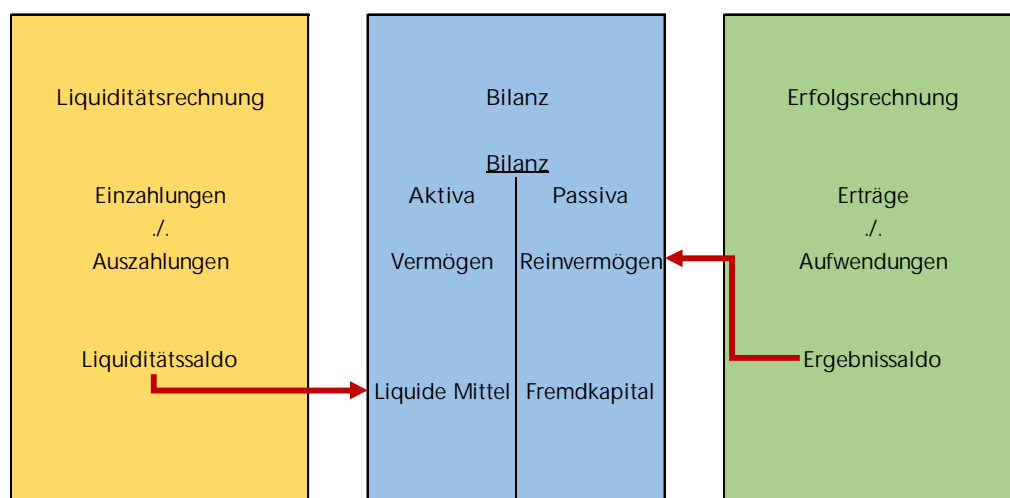 Liquiditätsrechnung
Einzahlungen
./.
Auszahlungen
Liquiditätssaldo
Bilanz
Bilanz
Aktiva Passiva
Vermögen Reinvermögen
Liquide Mittel Fremdkapital
Erfolgsrechnung
Erträge
./.
Aufwendungen
Ergebnissaldo